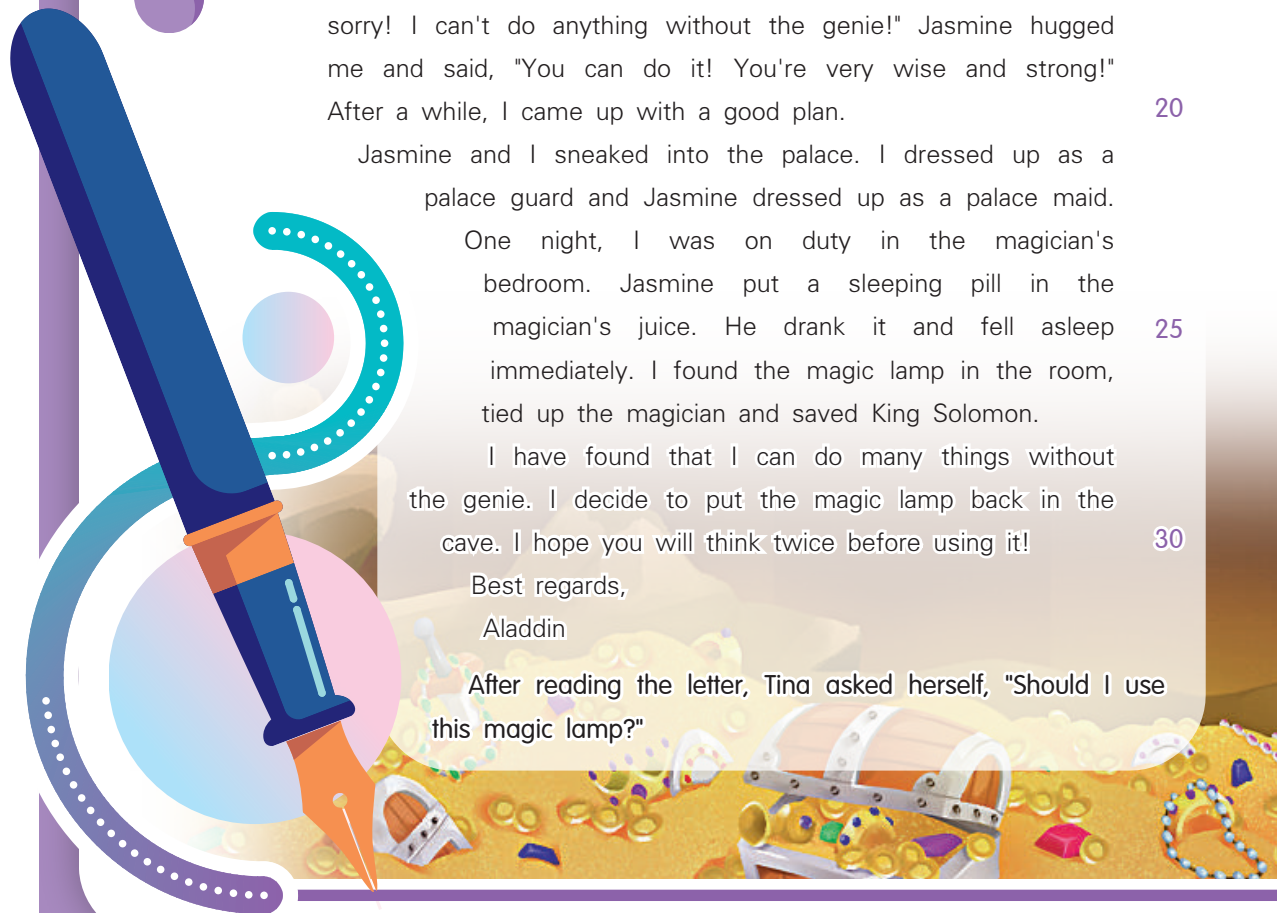 sorry! I can't do anything without the genie!" Jasmine hugged
me and said, "You can do it! You're very wise and strong!"
After a while, I came up with a good plan. 20
Jasmine and I sneaked into the palace. I dressed up as a
palace guard and Jasmine dressed up as a palace maid.
One night, I was on duty in the magician's
bedroom. Jasmine put a sleeping pill in the
magician's juice. He drank it and fell asleep 25
immediately. I found the magic lamp in the room,
tied up the magician and saved King Solomon.
I have found that I can do many things without
the genie. I decide to put the magic lamp back in the
cave. I hope you will think twice before using it! 30
Best regards,
Aladdin
After reading the letter, Tina asked herself, "Should I use
this magic lamp?"